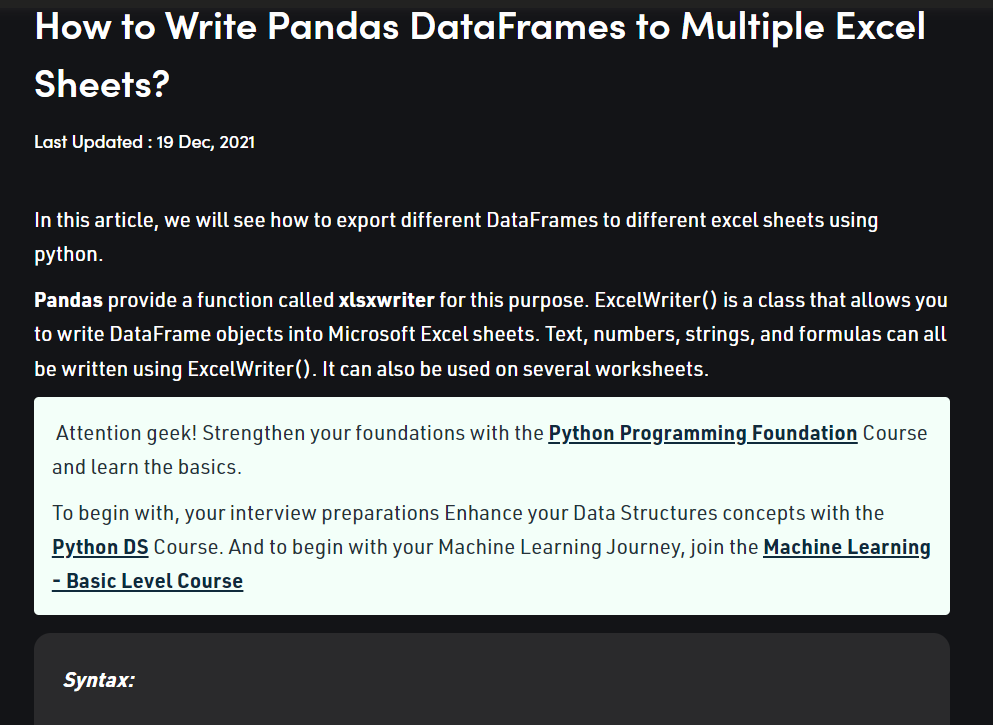 How to Write Pandas DataFrames to Multiple Excel
Sheets?
Last Updated : 19 Dec, 2021
In this article, we will see how to export different DataFrames to different excel sheets using
python.
Pandas provide a function called xlsxwriter for this purpose. ExcelWriter() is a class that allows you
to write DataFrame objects into Microsoft Excel sheets. Text, numbers, strings, and formulas can all
be written using ExcelWriter(). It can also be used on several worksheets.
Attention geek! Strengthen your foundations with the Python Programming Foundation Course
and learn the basics.
To begin with, your interview preparations Enhance your Data Structures concepts with the
Python DS Course. And to begin with your Machine Learning Journey, join the Machine Learning
- Basic Level Course
Syntax: